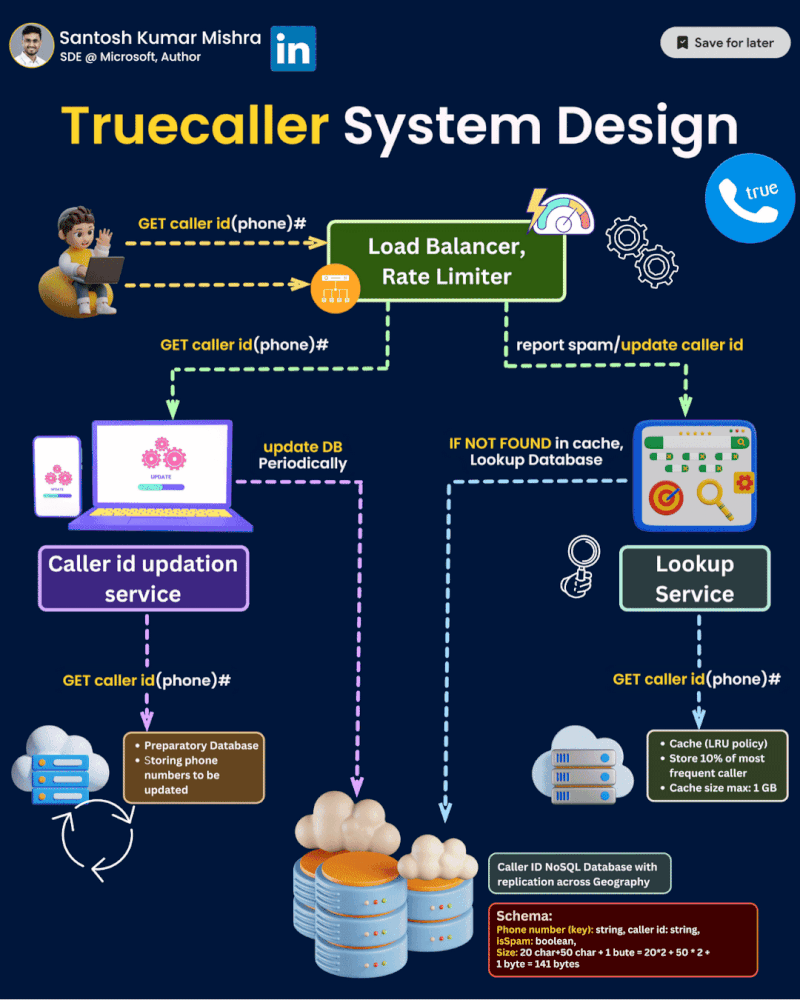 Santosh Kumar Mishra
SDE @ Microsoft, Author
in
Save for later
Truecaller System Design
true
GET caller id(phone)#
Load Balancer,
Rate Limiter
GET caller id(phone)#
report spam/update caller id
UPDATE
UPDATE
update DB
Periodically
IF NOT FOUND in cache,
Lookup Database
Caller id updation
service
Lookup
Service
GET caller id(phone)#
GET caller id(phone)#
• Preparatory Database
• Storing phone
numbers to be
updated
• Cache (LRU policy)
• Store 10% of most
frequent caller
• Cache size max: 1 GB
Caller ID NoSQL Database with
replication across Geography
Schema:
Phone number (key): string, caller id: string,
isSpam: boolean,
Size: 20 char+50 char + 1 bute = 20*2 + 50 * 2 +
1 byte = 141 bytes